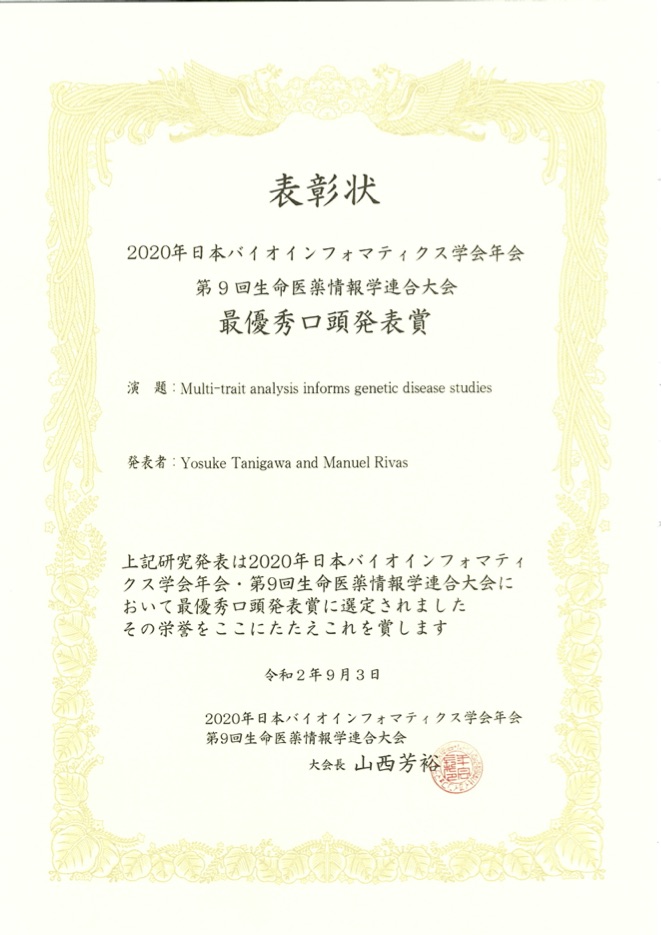 表彰状
2020年日本バイオインフォマティクス学会年会
第9回生命医薬情報学連合大会
最優秀口頭発表賞
演　題：Multi-trait analysis informs genetic disease studies
発表者：Yosuke Tanigawa and Manuel Rivas
上記研究発表は2020年日本バイオインフォマティ
クス学会年会・第9回生命医薬情報学連合大会に
おいて最優秀口頭発表賞に選定されました
その栄誉をここにたたえこれを賞します
令和2年9月3日
2020年日本バイオインフォマティクス学会年会
第9回生命医薬情報学連合大会
大会長 山西芳裕